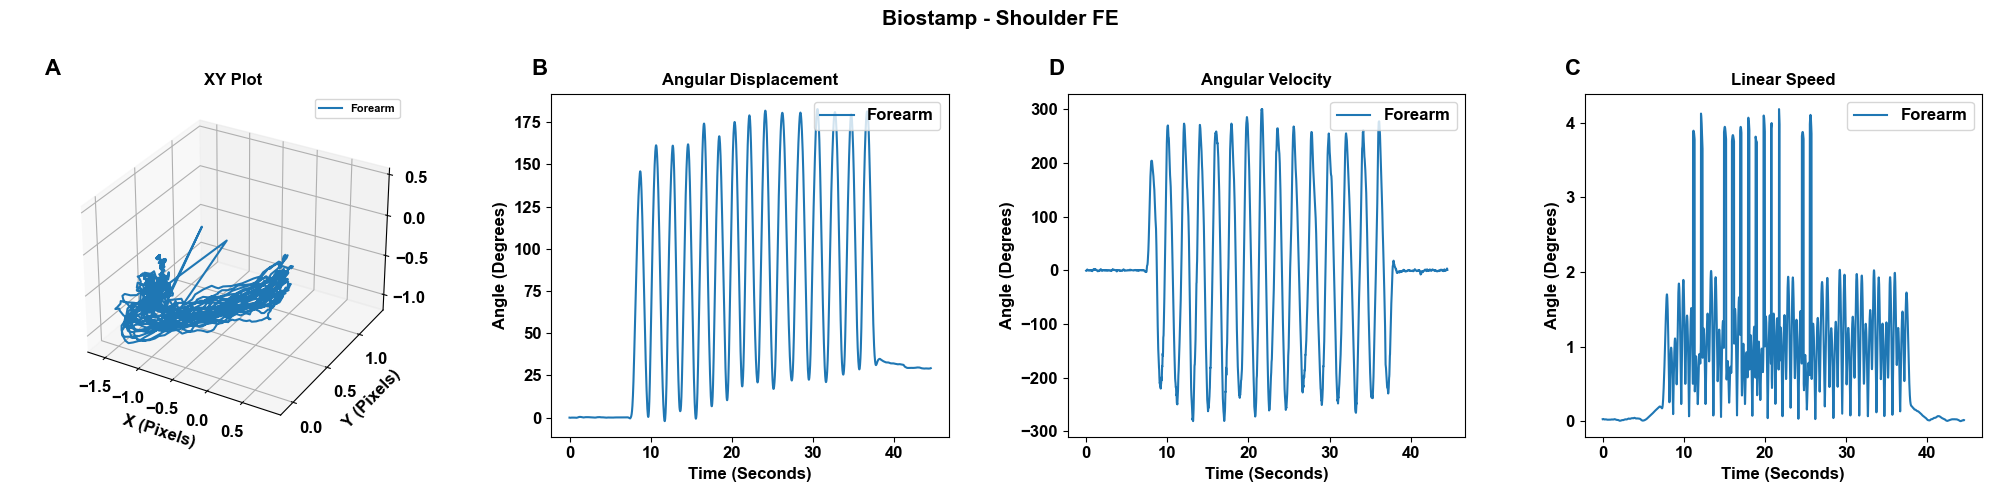 Biostamp - Shoulder FE
A
XY Plot
Forearm
0.5
0.0
−0.5
−1.0
−1.5
−1.0
−0.5
0.0
0.5
X (Pixels)
0.0
0.5
1.0
Y (Pixels)
B
Angular Displacement
Forearm
175
150
125
100
75
50
25
0
Angle (Degrees)
0 10 20 30 40
Time (Seconds)
D
Angular Velocity
Forearm
300
200
100
0
−100
−200
−300
Angle (Degrees)
0 10 20 30 40
Time (Seconds)
C
Linear Speed
Forearm
4
3
2
1
0
Angle (Degrees)
0 10 20 30 40
Time (Seconds)